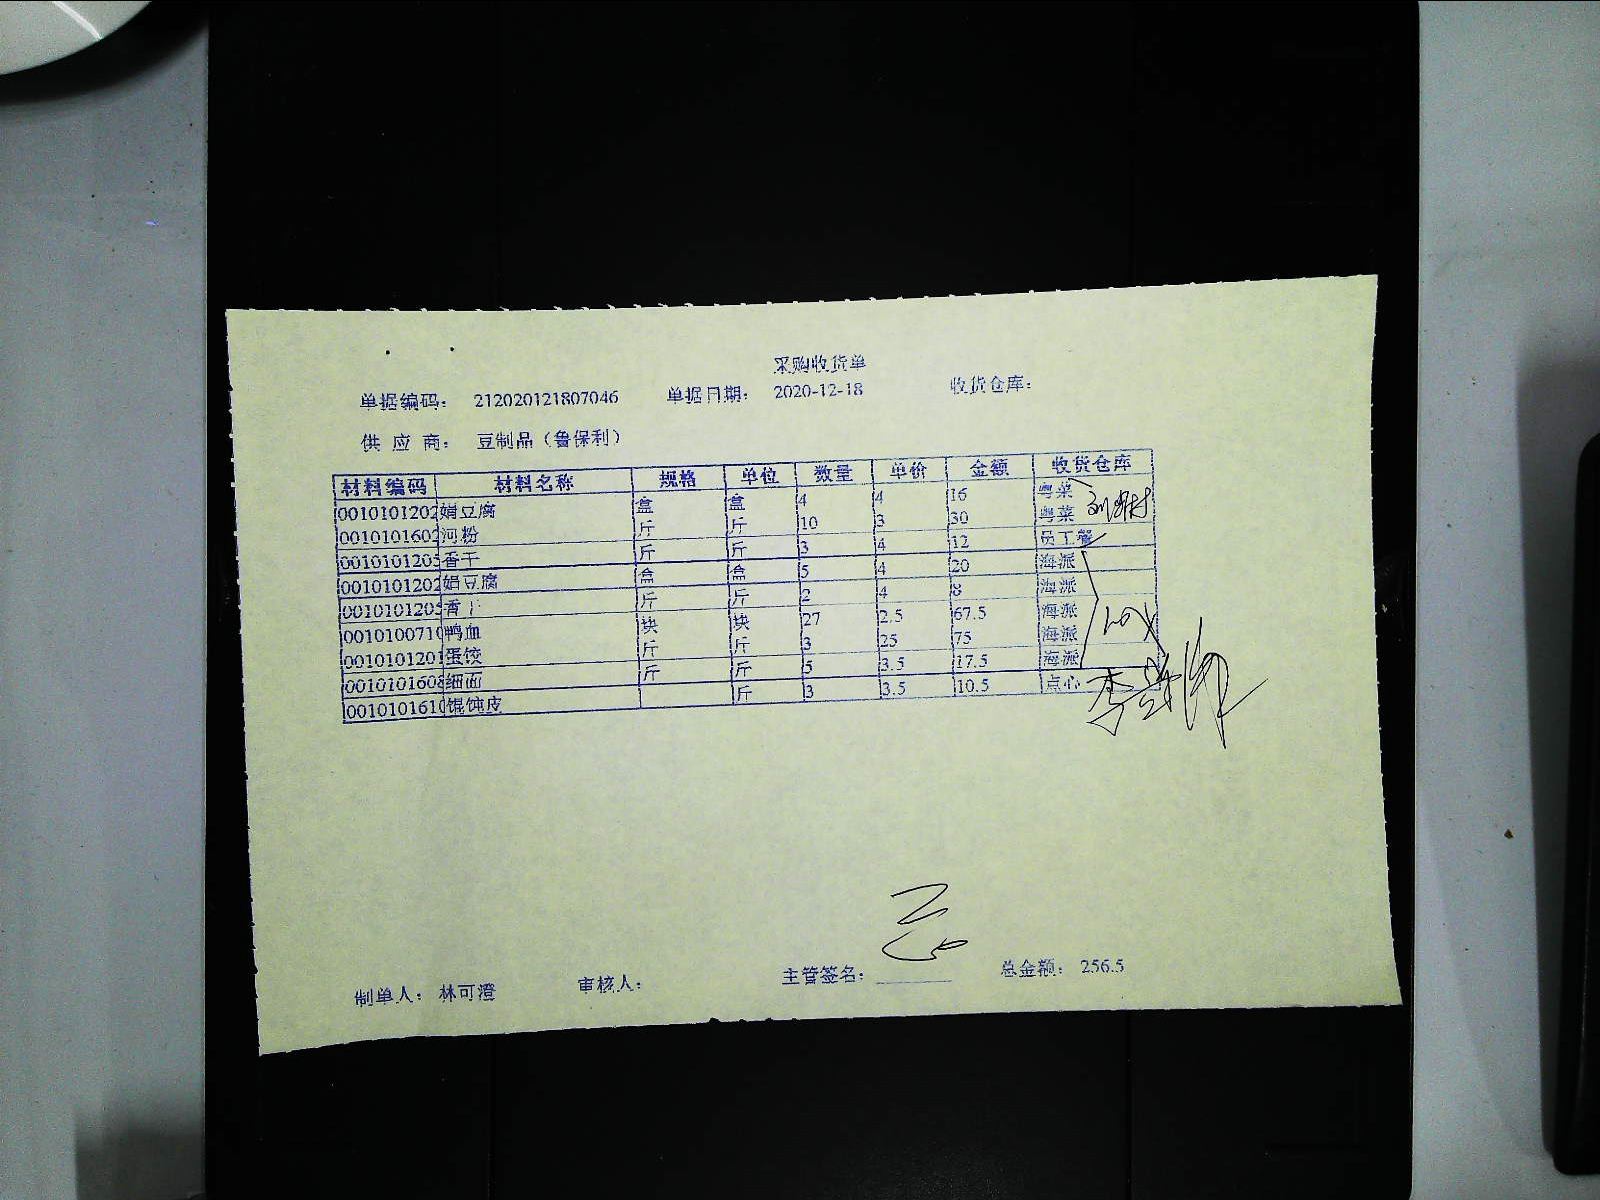 采购收货单
单据编码： 212020121807046 单据日期： 2020-12-18 收货仓库：
供 应 商： 豆制品（鲁保利）
材料编码 材料名称 规格 单位 数量 单价 金额 收货仓库
0010101202 娟豆腐 盒 盒 4 4 16 粤菜
0010101602 河粉 斤 斤 10 3 30 粤菜
0010101205 香干 斤 斤 3 4 12 员工餐
0010101202 娟豆腐 盒 盒 5 4 20 海派
0010101205 香干 斤 斤 2 4 8 海派
0010100710 鸭血 块 块 27 2.5 67.5 海派
0010101201 蛋饺 斤 斤 3 25 75 海派
0010101608 细面 斤 斤 5 3.5 17.5 海派
0010101610 馄饨皮 斤 3 3.5 10.5 点心
制单人： 林可澄 审核人： 主管签名： 总金额： 256.5